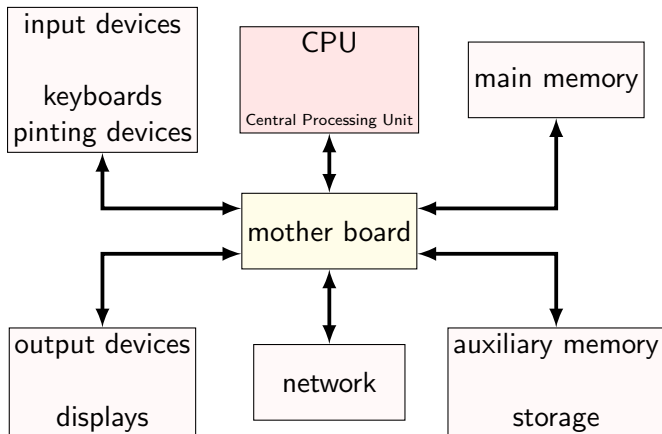 input devices
keyboards
pinting devices
CPU
Central Processing Unit
main memory
mother board
output devices
displays
network
auxiliary memory
storage